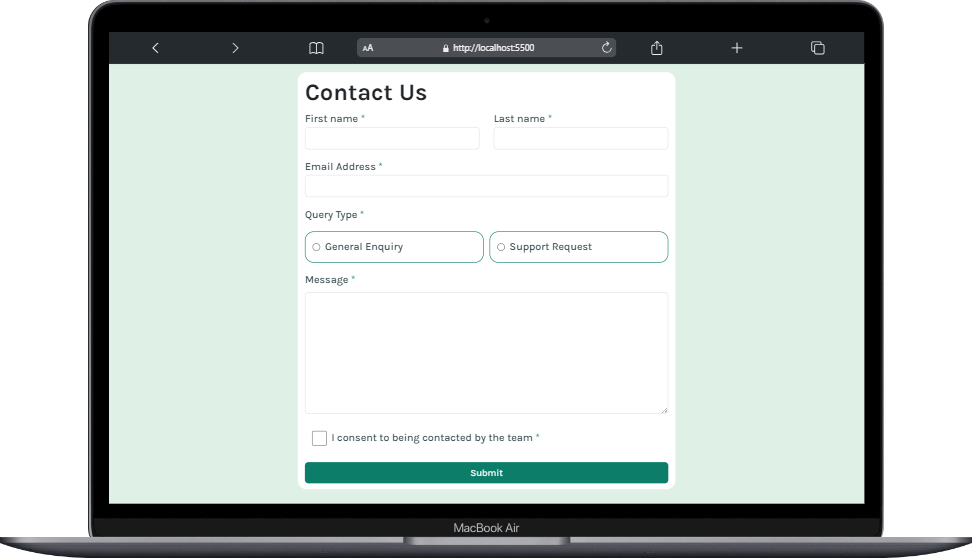 AA http://localhost:5500
Contact Us
First name * Last name *
Email Address *
Query Type *
General Enquiry Support Request
Message *
I consent to being contacted by the team *
Submit
MacBook Air